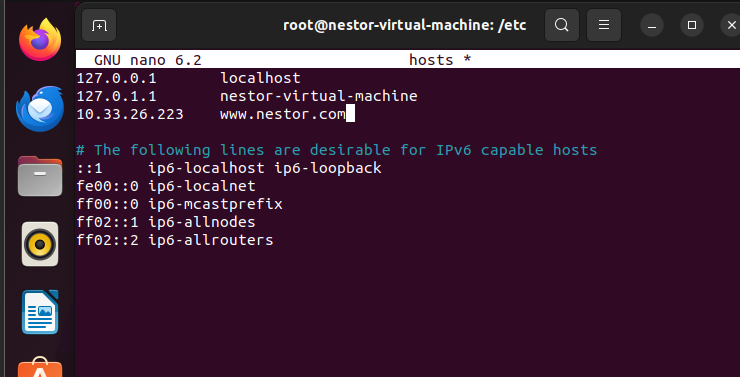 root@nestor-virtual-machine: /etc
GNU nano 6.2 hosts *
127.0.0.1 localhost
127.0.1.1 nestor-virtual-machine
10.33.26.223 www.nestor.com
# The following lines are desirable for IPv6 capable hosts
::1 ip6-localhost ip6-loopback
fe00::0 ip6-localnet
ff00::0 ip6-mcastprefix
ff02::1 ip6-allnodes
ff02::2 ip6-allrouters